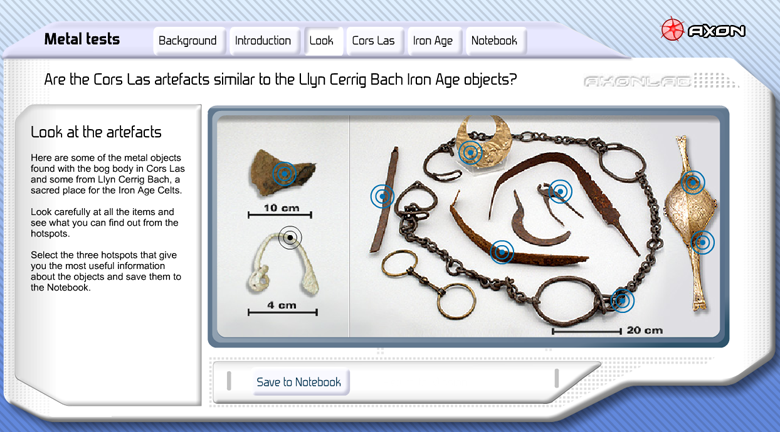 Metal tests
Background
Introduction
Look
Cors Las
Iron Age
Notebook
AXON
Are the Cors Las artefacts similar to the Llyn Cerrig Bach Iron Age objects?
AXONLAB
Look at the artefacts
Here are some of the metal objects
found with the bog body in Cors Las
and some from Llyn Cerrig Bach, a
sacred place for the Iron Age Celts.
Look carefully at all the items and
see what you can find out from the
hotspots.
Select the three hotspots that give
you the most useful information
about the objects and save them to
the Notebook.
10 cm
4 cm
20 cm
Save to Notebook